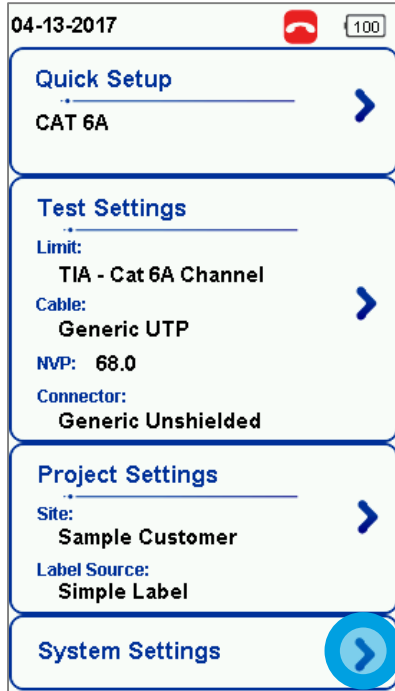 04-13-2017 100
Quick Setup
CAT 6A
Test Settings
Limit:
TIA - Cat 6A Channel
Cable:
Generic UTP
NVP: 68.0
Connector:
Generic Unshielded
Project Settings
Site:
Sample Customer
Label Source:
Simple Label
System Settings